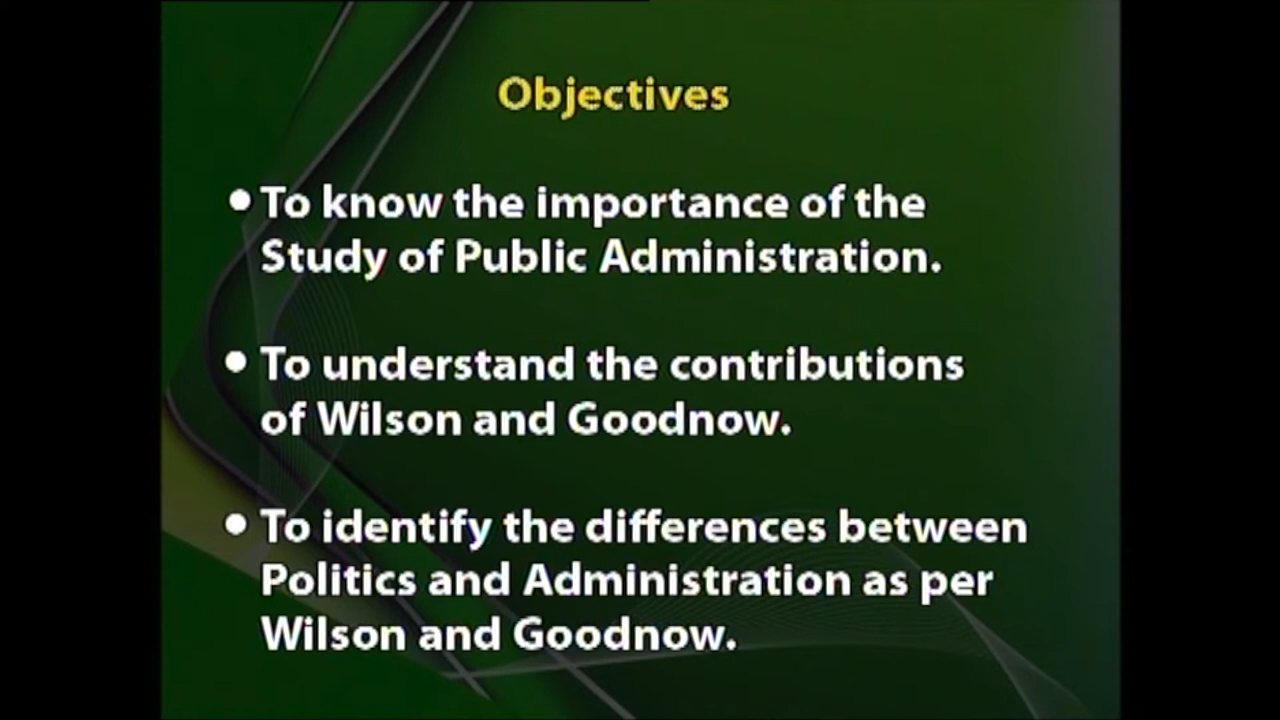 Objectives
• To know the importance of the
Study of Public Administration.
• To understand the contributions
of Wilson and Goodnow.
• To identify the differences between
Politics and Administration as per
Wilson and Goodnow.